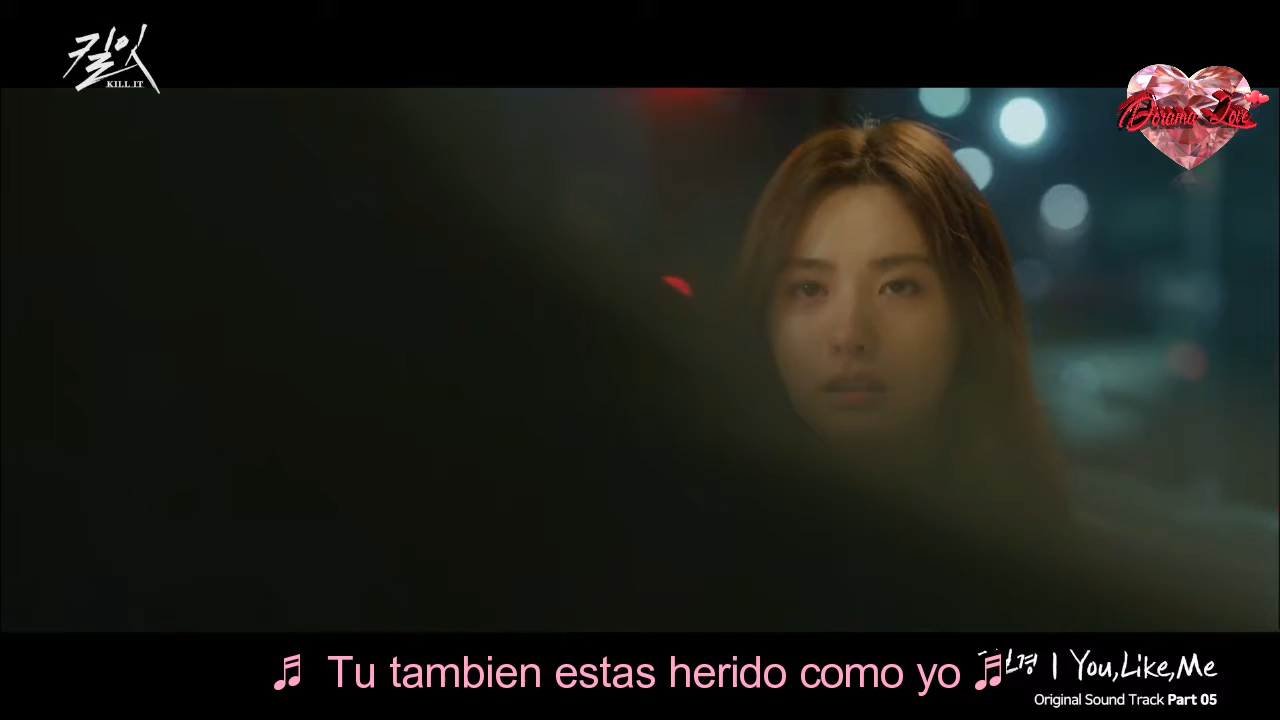 킬잇
KILL IT
Dorama Love
♬ Tu tambien estas herido como yo ♬
경 | You,Like,Me
Original Sound Track Part 05